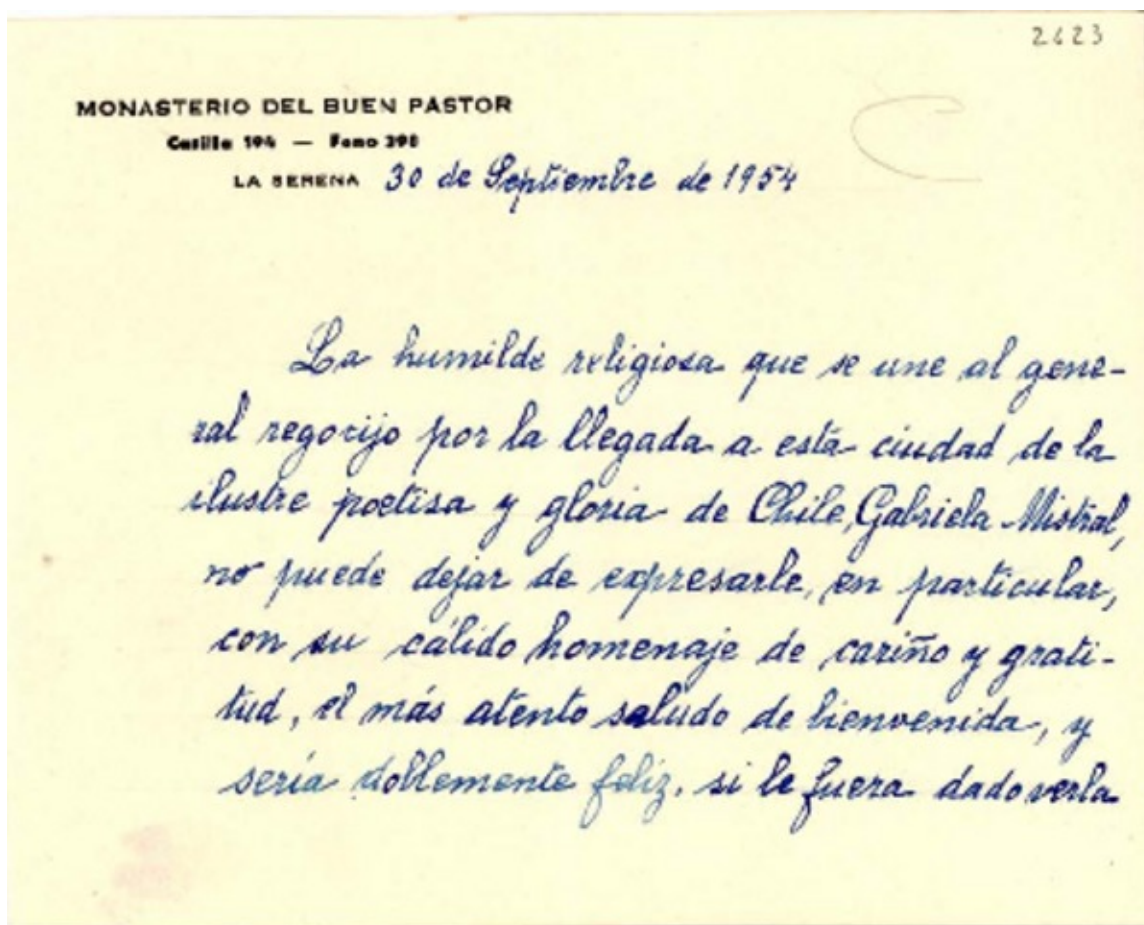 2623
MONASTERIO DEL BUEN PASTOR
Casilla 194 — Fono 398
LA SERENA 30 de Septiembre de 1954
La humilde religiosa que se une al gene-
ral regocijo por la llegada a está ciudad de la
ilustre poetisa y gloria de Chile, Gabriela Mistral,
no puede dejar de expresarle, en particular,
con su cálido homenaje de cariño y grati-
tud, el más atento saludo de bienvenida, y
sería doblemente feliz, si le fuera dado verla